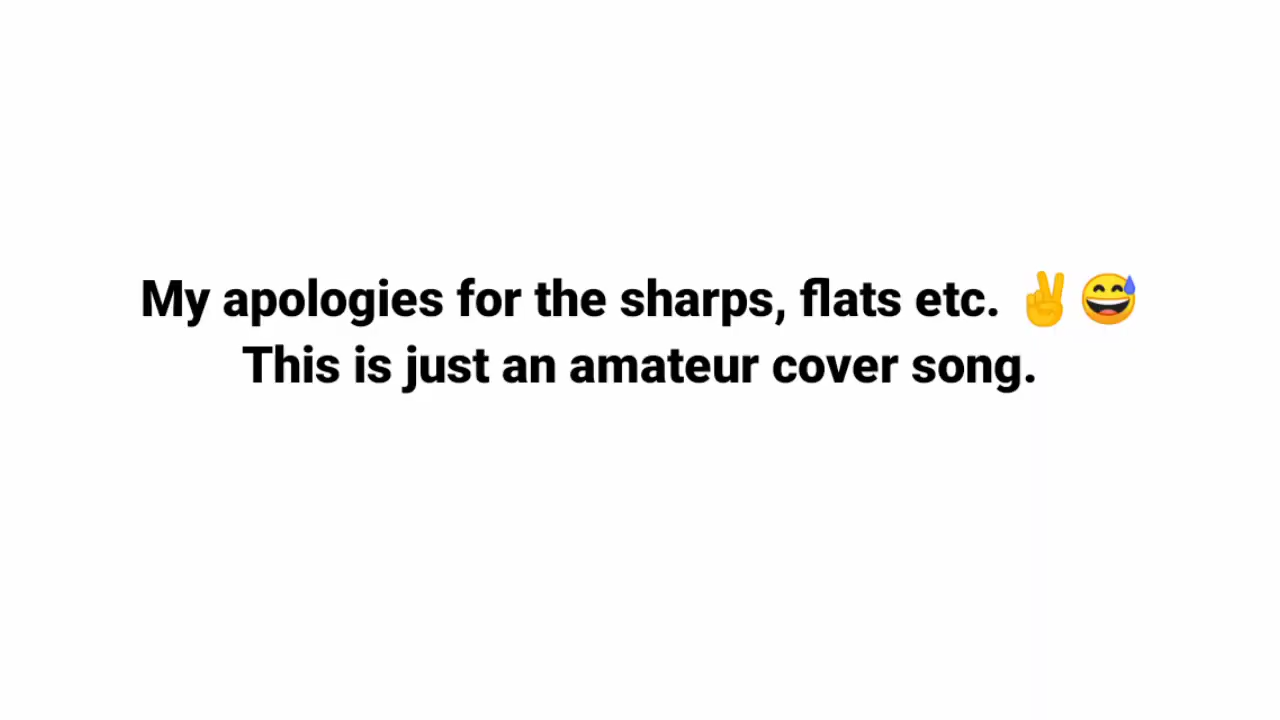 My apologies for the sharps, flats etc. ✌😅
This is just an amateur cover song.